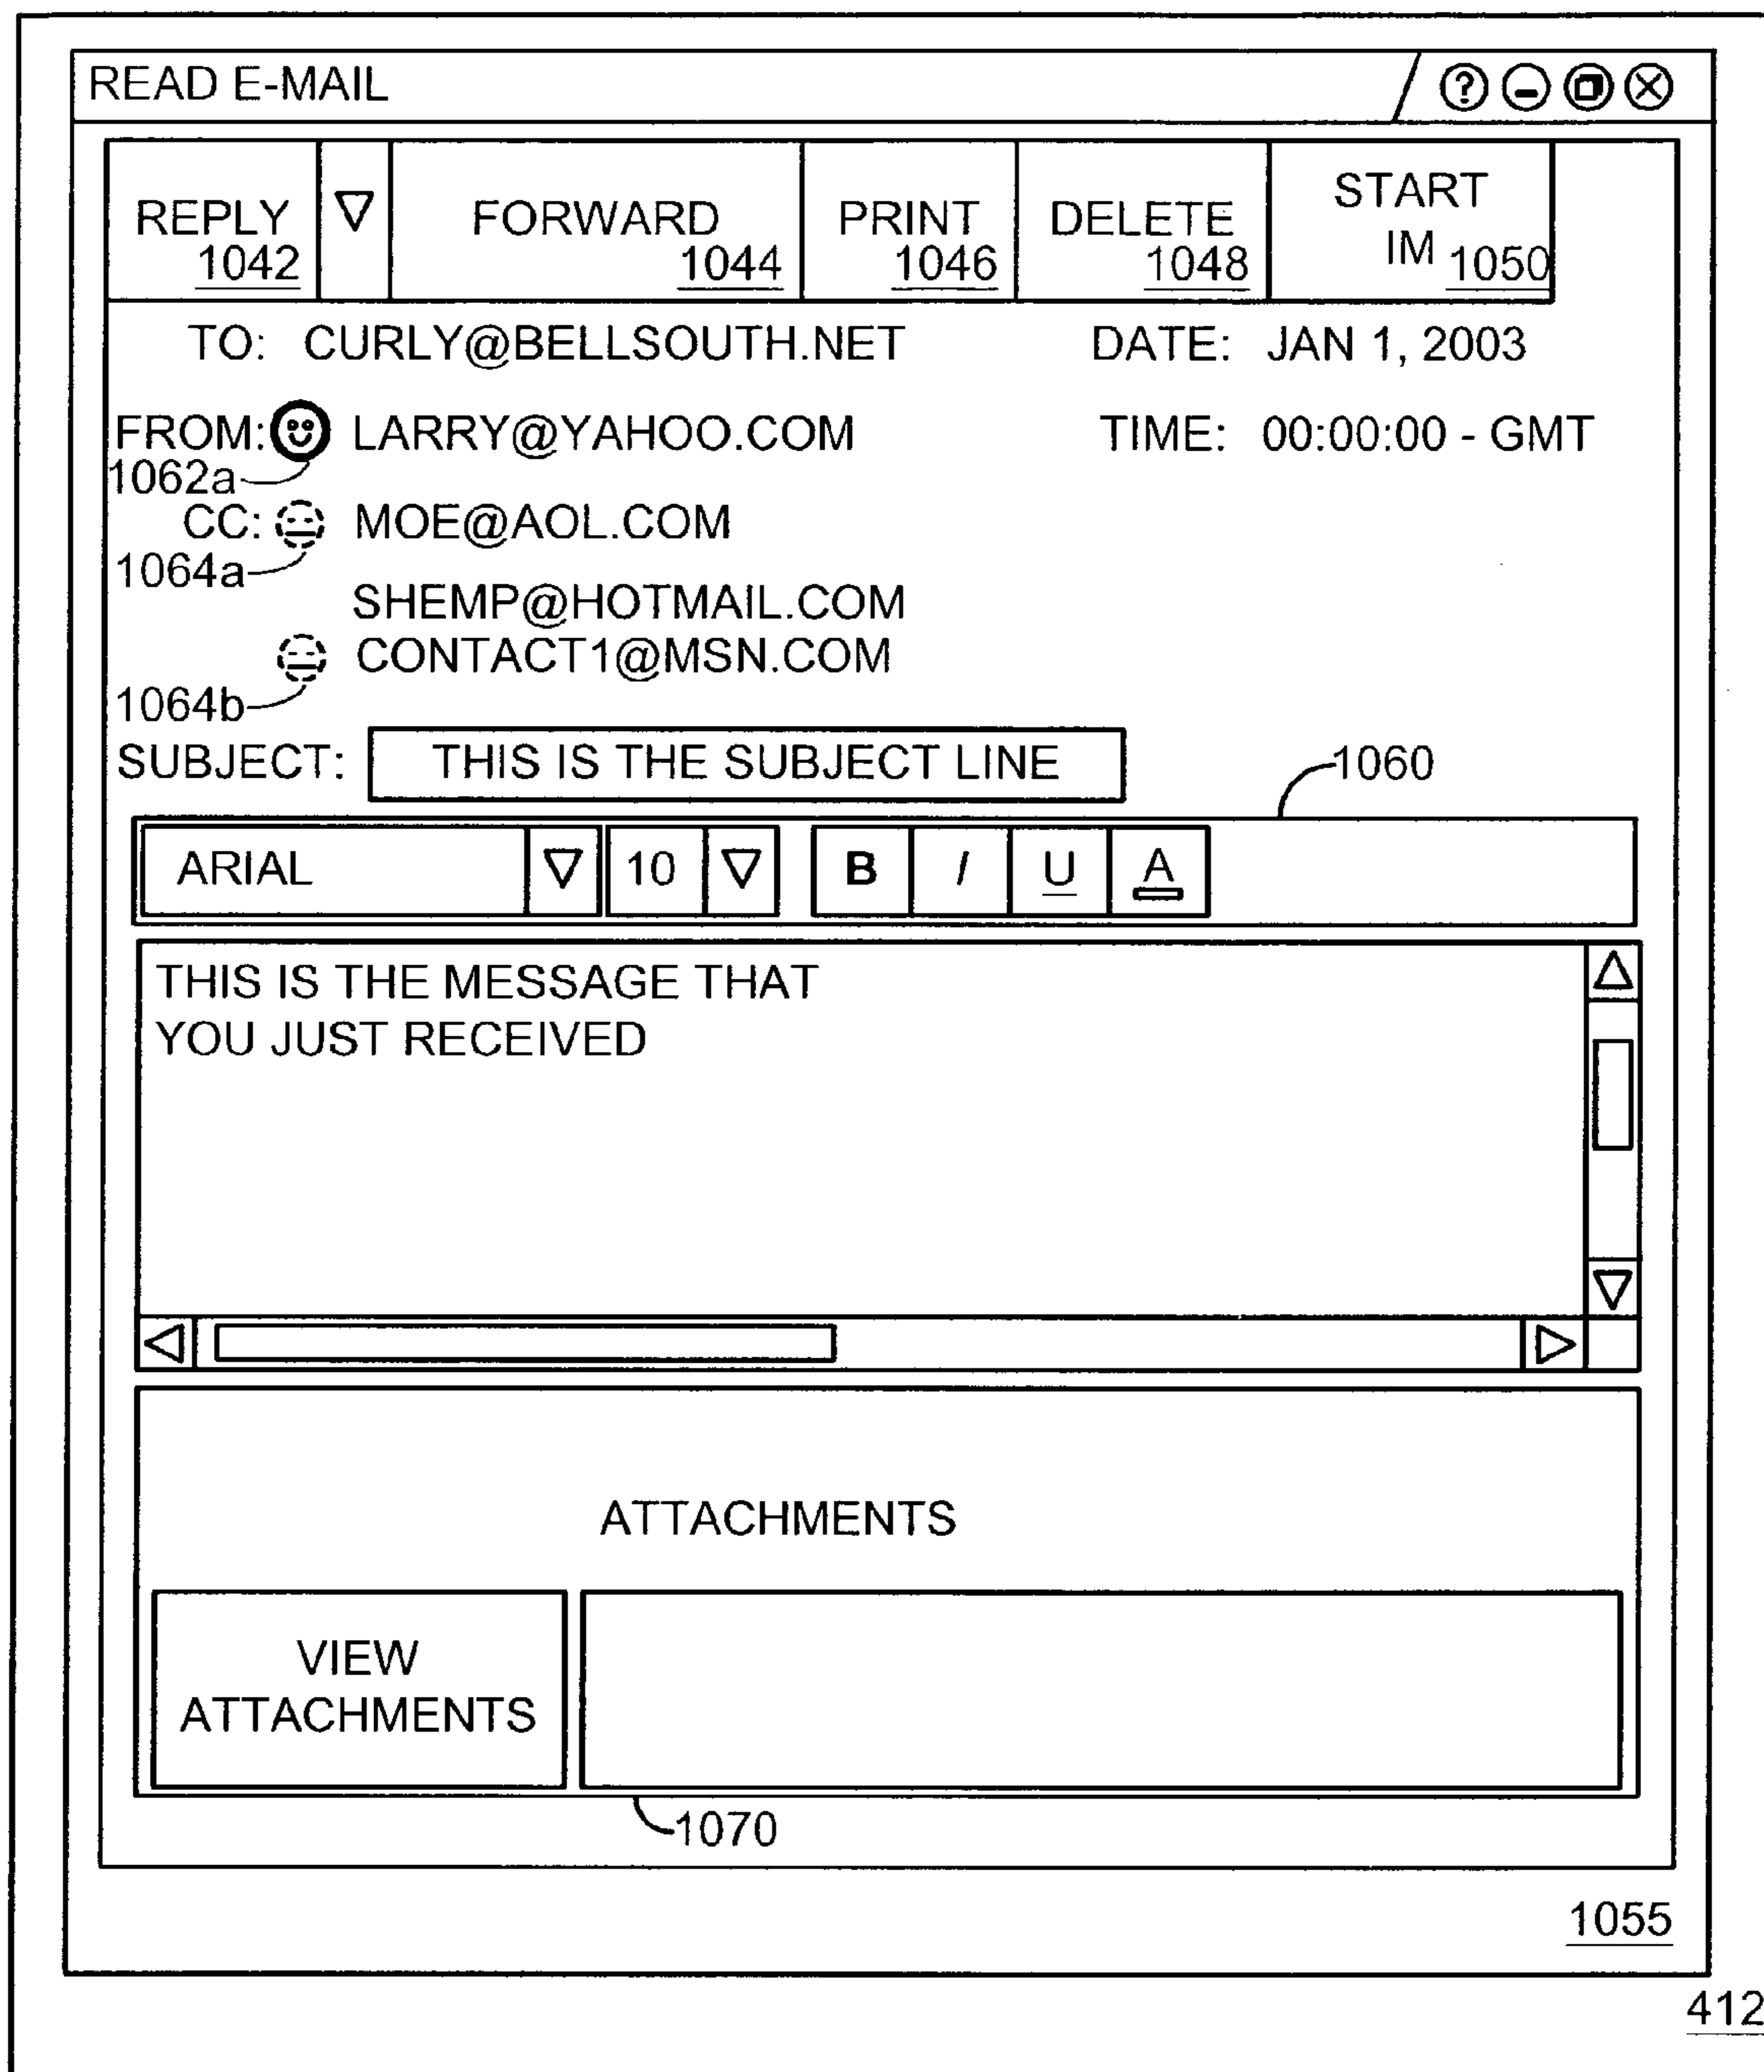 READ E-MAIL ?
REPLY 1042 FORWARD 1044 PRINT 1046 DELETE 1048 START IM 1050
TO: CURLY@BELLSOUTH.NET DATE: JAN 1, 2003
FROM: LARRY@YAHOO.COM TIME: 00:00:00 - GMT
1062a
CC: MOE@AOL.COM
1064a
SHEMP@HOTMAIL.COM
CONTACT1@MSN.COM
1064b
SUBJECT: THIS IS THE SUBJECT LINE 1060
ARIAL 10 B I U A
THIS IS THE MESSAGE THAT
YOU JUST RECEIVED
ATTACHMENTS
VIEW
ATTACHMENTS
1070
1055
412